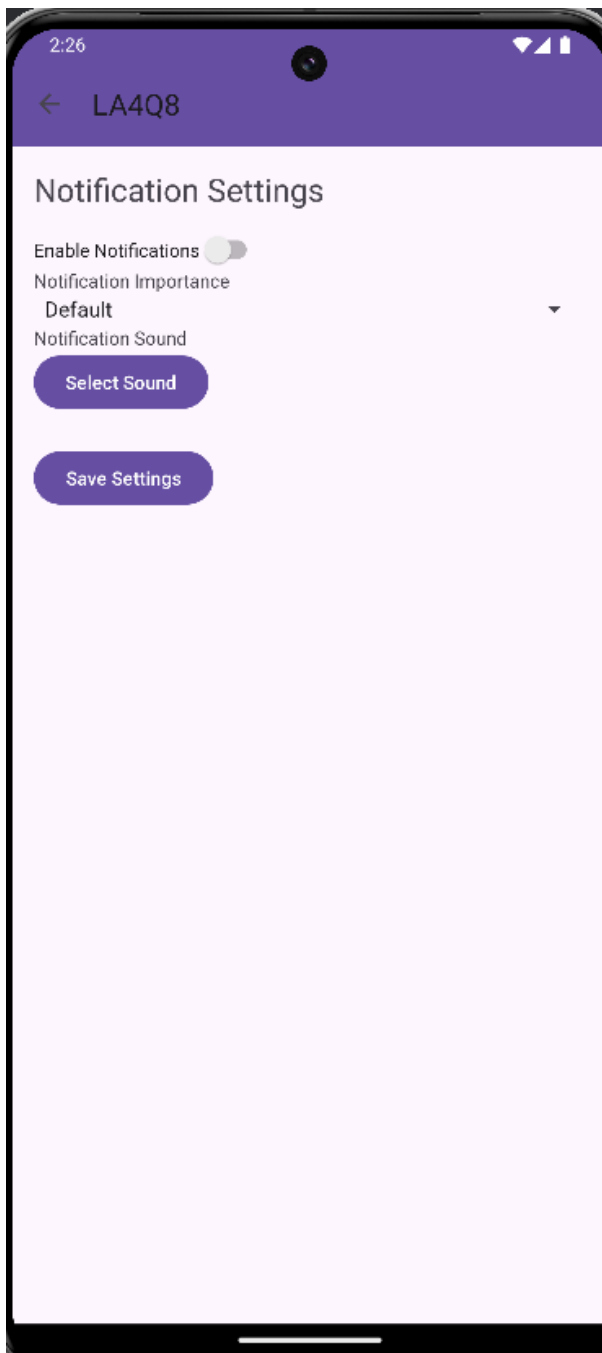 2:26
LA4Q8
Notification Settings
Enable Notifications
Notification Importance
Default
Notification Sound
Select Sound
Save Settings